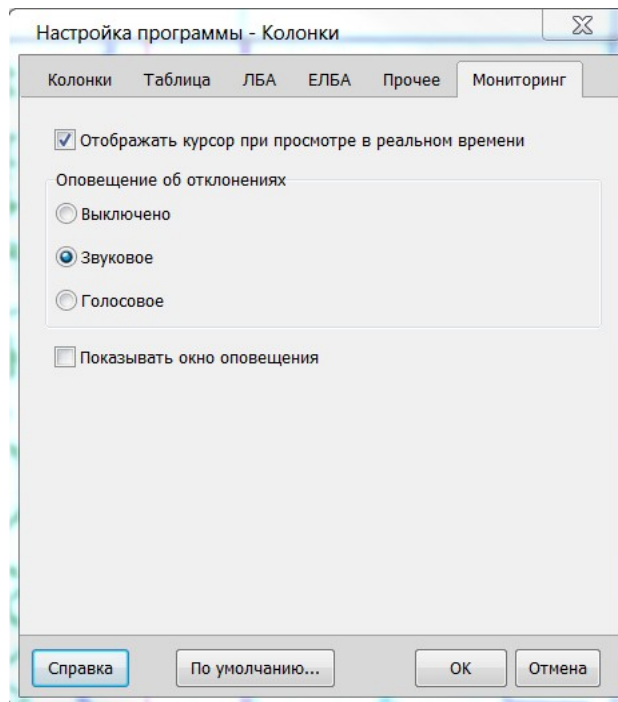 Настройка программы - Колонки
Колонки Таблица ЛБА ЕЛБА Прочее Мониторинг
Отображать курсор при просмотре в реальном времени
Оповещение об отклонениях
Выключено
Звуковое
Голосовое
Показывать окно оповещения
Справка По умолчанию... ОК Отмена